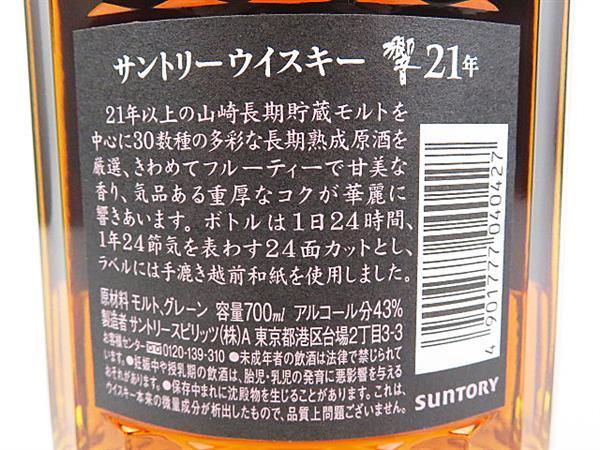 サントリーウイスキー 響 21年
21年以上の山崎長期貯蔵モルトを
中心に30数種の多彩な長期熟成原酒を
厳選、きわめてフルーティーで甘美な
香り、気品ある重厚なコクが華麗に
響きあいます。ボトルは1日24時間、
1年24節気を表わす24面カットとし、
ラベルには手漉き越前和紙を使用しました。
原材料 モルト、グレーン 容量700ml アルコール分43%
製造者 サントリースピリッツ(株)A 東京都港区台場2丁目3-3
お客様センター 0120-139-310 ●未成年者の飲酒は法律で禁じられて
います。●妊娠中や授乳期の飲酒は、胎児・乳児の発育に悪影響を与える
おそれがあります。●保存中まれに沈殿物を生じることがあります。これは、
ウイスキー本来の微量成分が析出したもので、品質上問題ございません。
4 901777 040427
SUNTORY